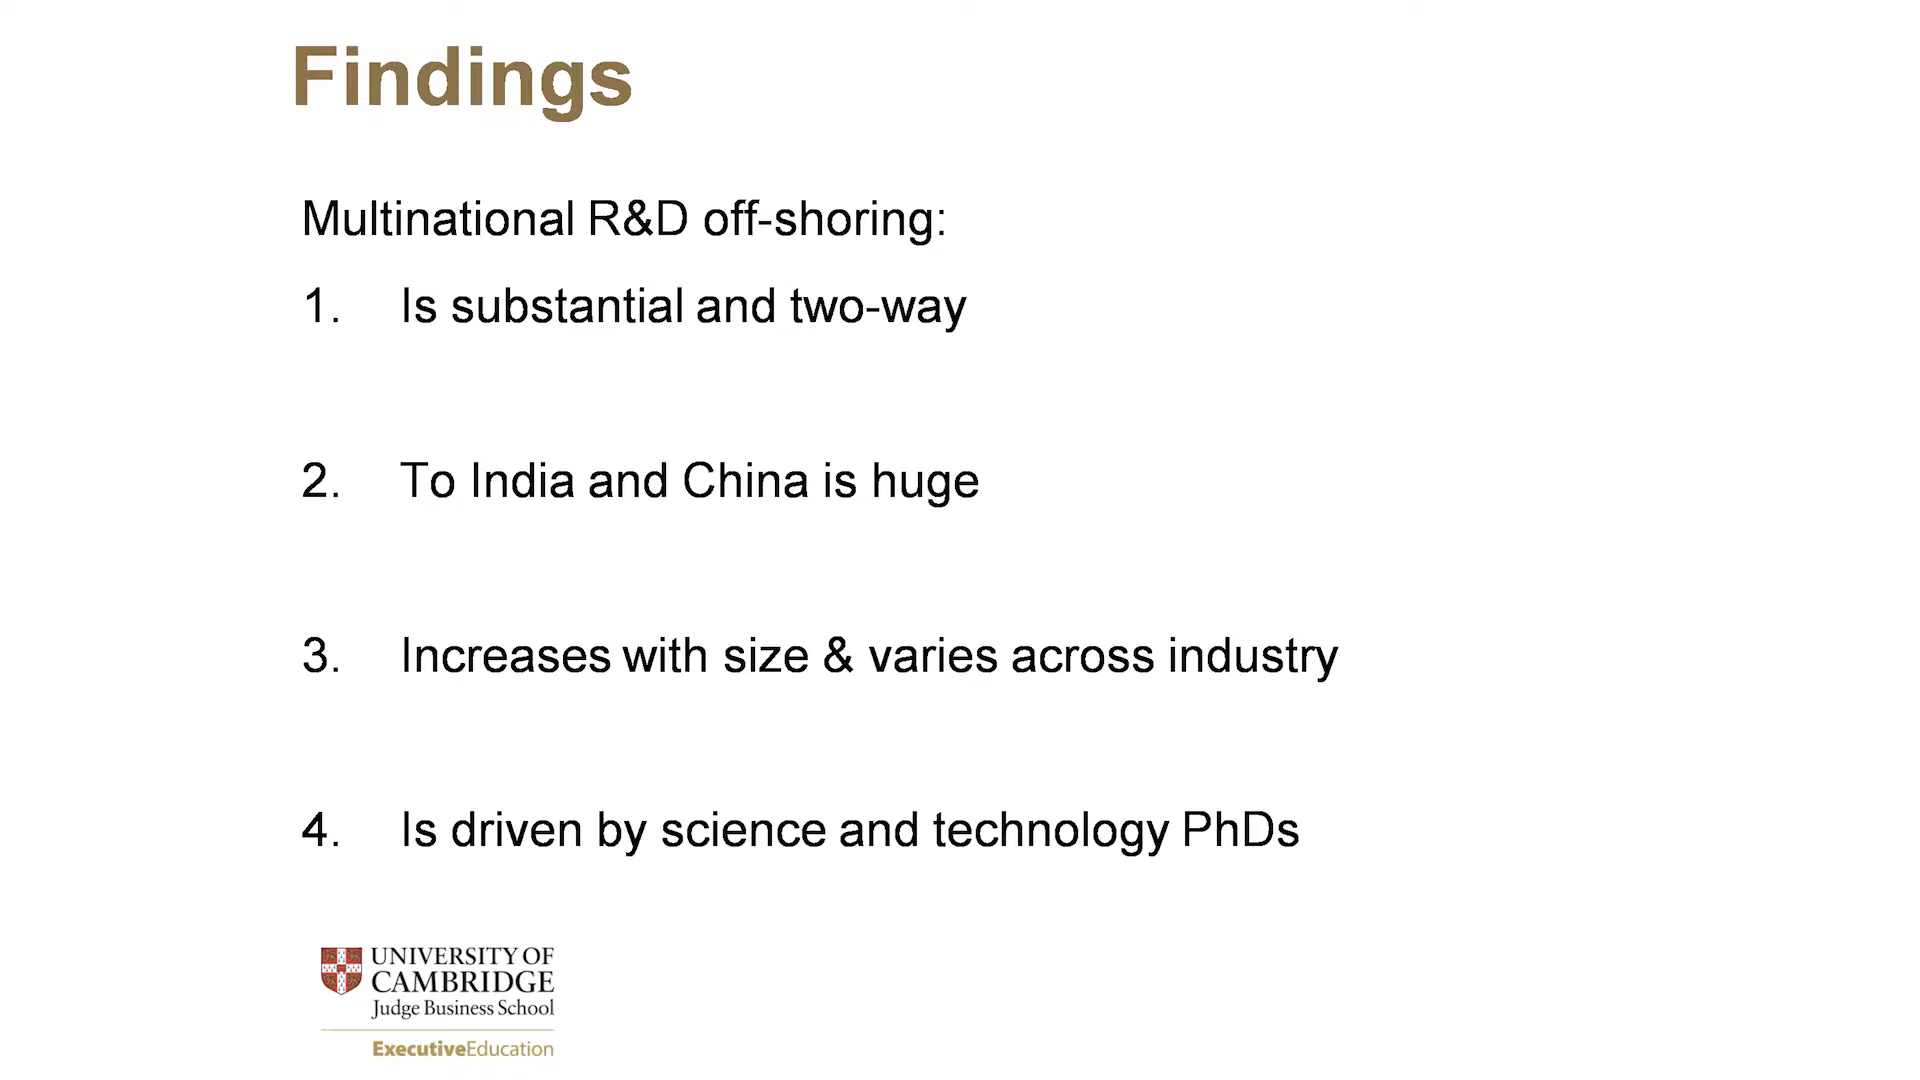 Findings
Multinational R&D off-shoring:
1. Is substantial and two-way
2. To India and China is huge
3. Increases with size & varies across industry
4. Is driven by science and technology PhDs
UNIVERSITY OF
CAMBRIDGE
Judge Business School
ExecutiveEducation